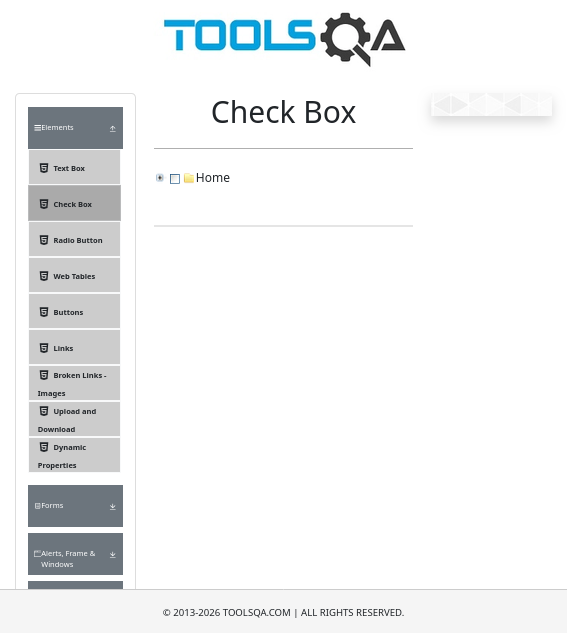 TOOLSQA
Elements
Text Box
Check Box
Radio Button
Web Tables
Buttons
Links
Broken Links -
Images
Upload and
Download
Dynamic
Properties
Forms
Alerts, Frame &
Windows
Check Box
Home
© 2013-2026 TOOLSQA.COM | ALL RIGHTS RESERVED.